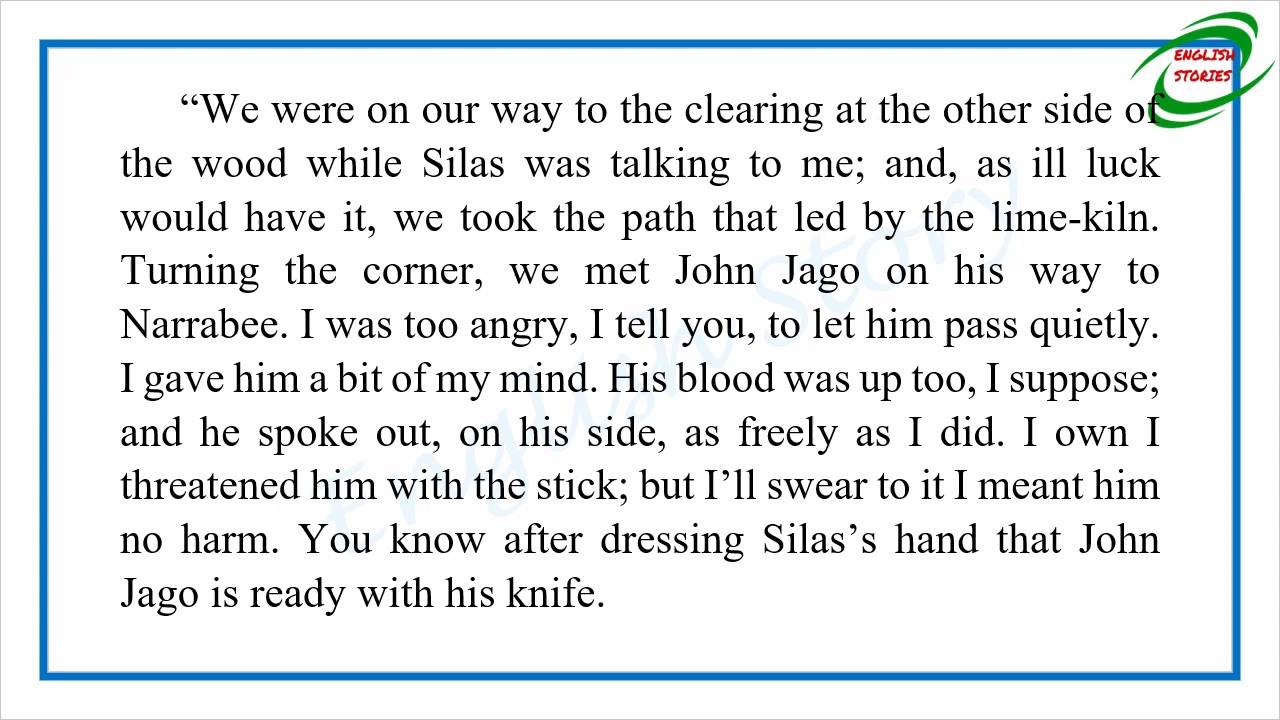 ENGLISH
STORIES
“We were on our way to the clearing at the other side of
the wood while Silas was talking to me; and, as ill luck
would have it, we took the path that led by the lime-kiln.
Turning the corner, we met John Jago on his way to
Narrabee. I was too angry, I tell you, to let him pass quietly.
I gave him a bit of my mind. His blood was up too, I suppose;
and he spoke out, on his side, as freely as I did. I own I
threatened him with the stick; but I’ll swear to it I meant him
no harm. You know after dressing Silas’s hand that John
Jago is ready with his knife.
English Story